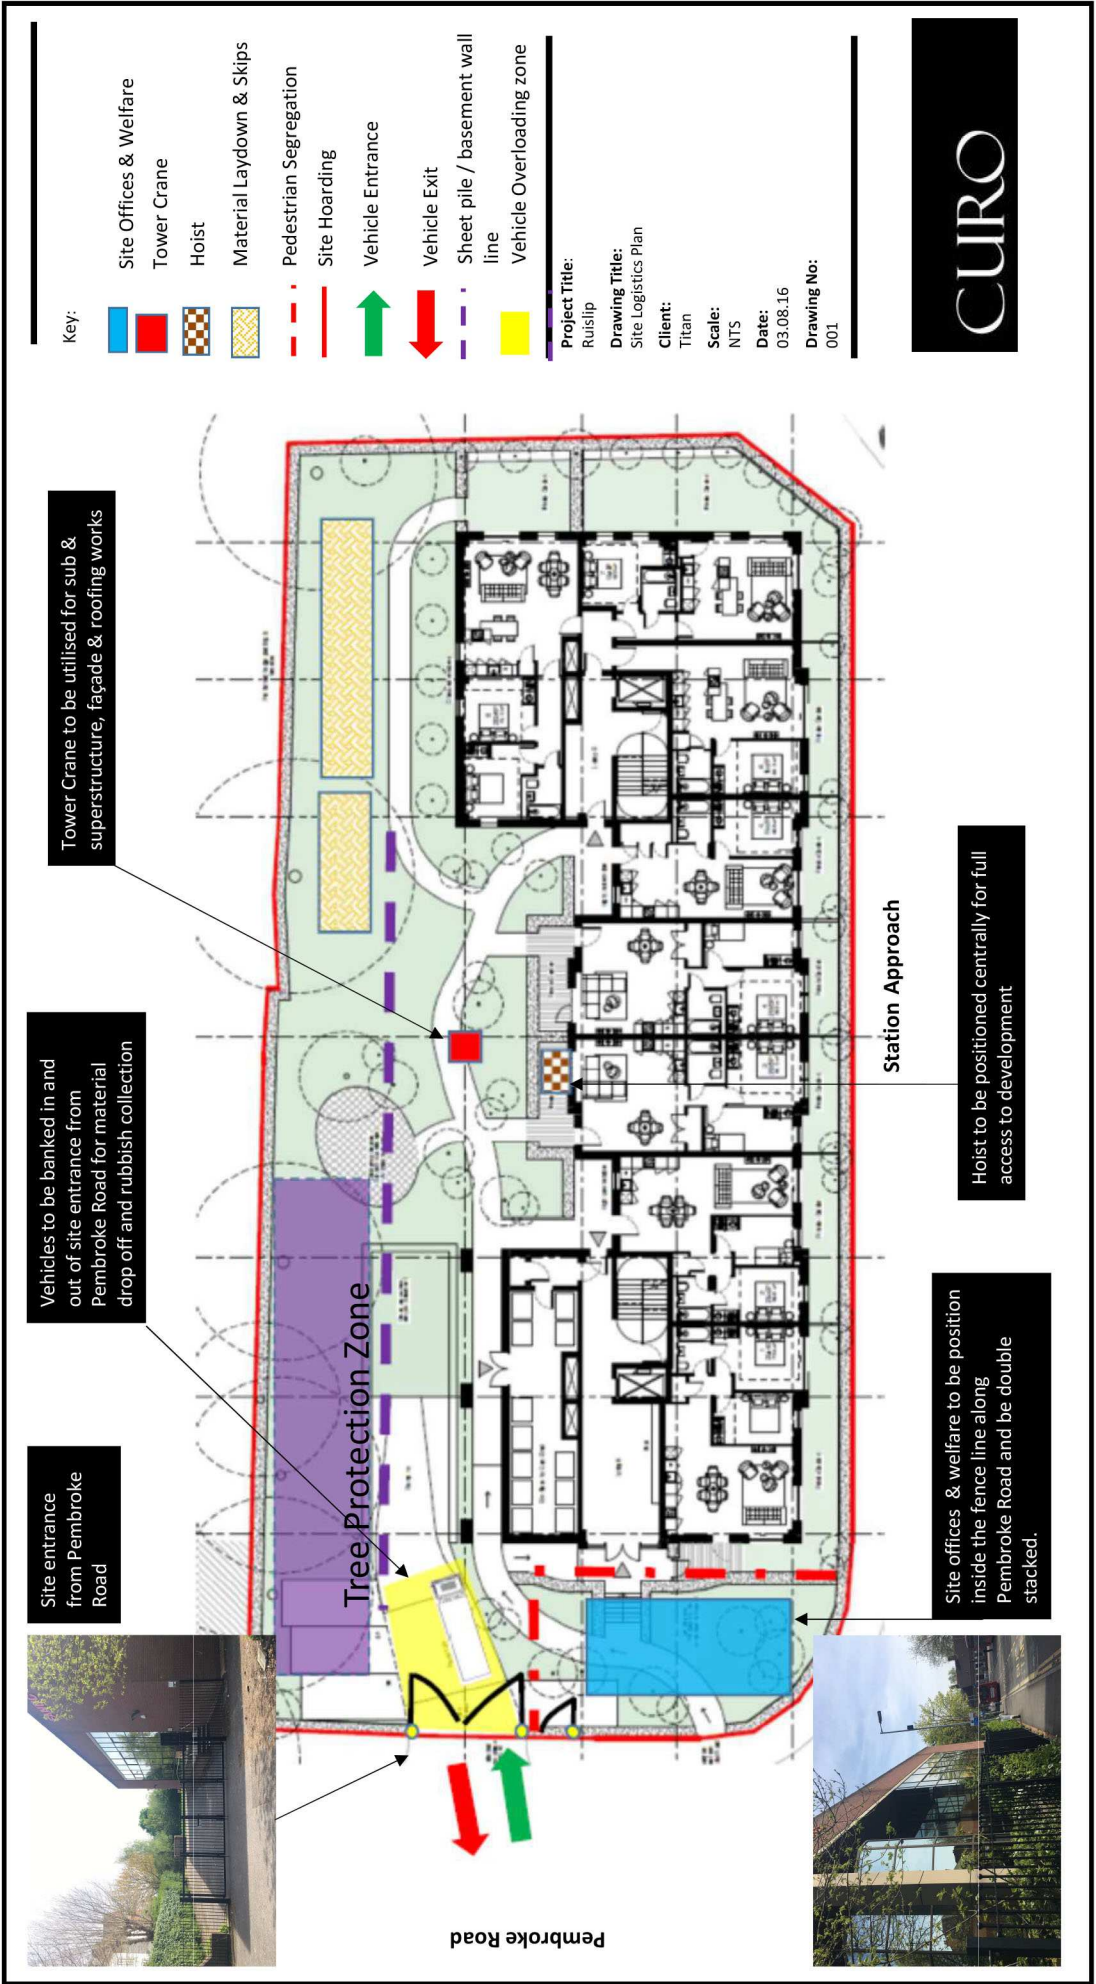 Site entrance
from Pembroke
Road
Vehicles to be banked in and
out of site entrance from
Pembroke Road for material
drop off and rubbish collection
Tower Crane to be utilised for sub &
superstructure, façade & roofing works
Key:
Site Offices & Welfare
Tower Crane
Hoist
Material Laydown & Skips
Pedestrian Segregation
Site Hoarding
Vehicle Entrance
Vehicle Exit
Sheet pile / basement wall
line
Vehicle Overloading zone
Project Title:
Ruislip
Drawing Title:
Site Logistics Plan
Client:
Titan
Scale:
NTS
Date:
03.08.16
Drawing No:
001
CURO
Tree Protection Zone
Pembroke Road
Station Approach
Site offices & welfare to be position
inside the fence line along
Pembroke Road and be double
stacked.
Hoist to be positioned centrally for full
access to development